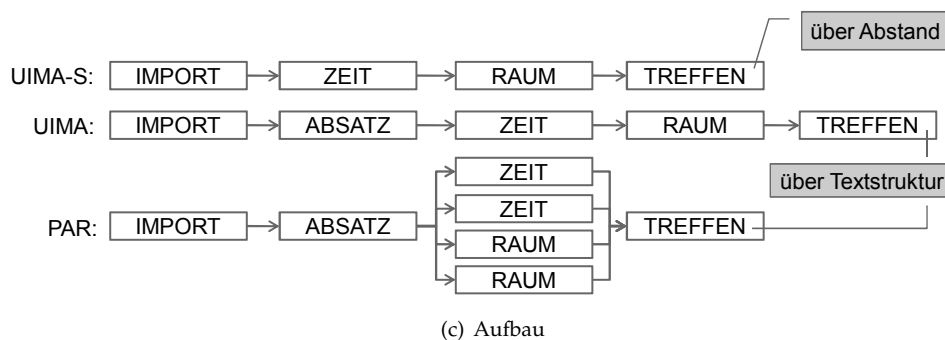 über Abstand
UIMA-S: IMPORT ZEIT RAUM TREFFEN
UIMA: IMPORT ABSATZ ZEIT RAUM TREFFEN
ZEIT
über Textstruktur
ZEIT
PAR: IMPORT ABSATZ TREFFEN
RAUM
RAUM
(c) Aufbau